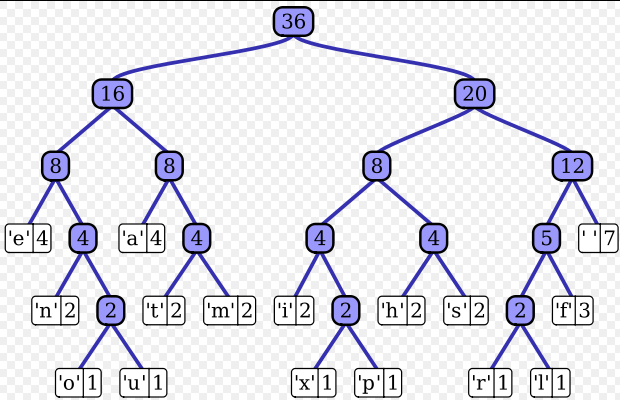 36
16 20
8 8 8 12
'e' 4 4 'a' 4 4 4 4 5 ' ' 7
'n' 2 2 't' 2 'm' 2 'i' 2 2 'h' 2 's' 2 2 'f' 3
'o' 1 'u' 1 'x' 1 'p' 1 'r' 1 'l' 1